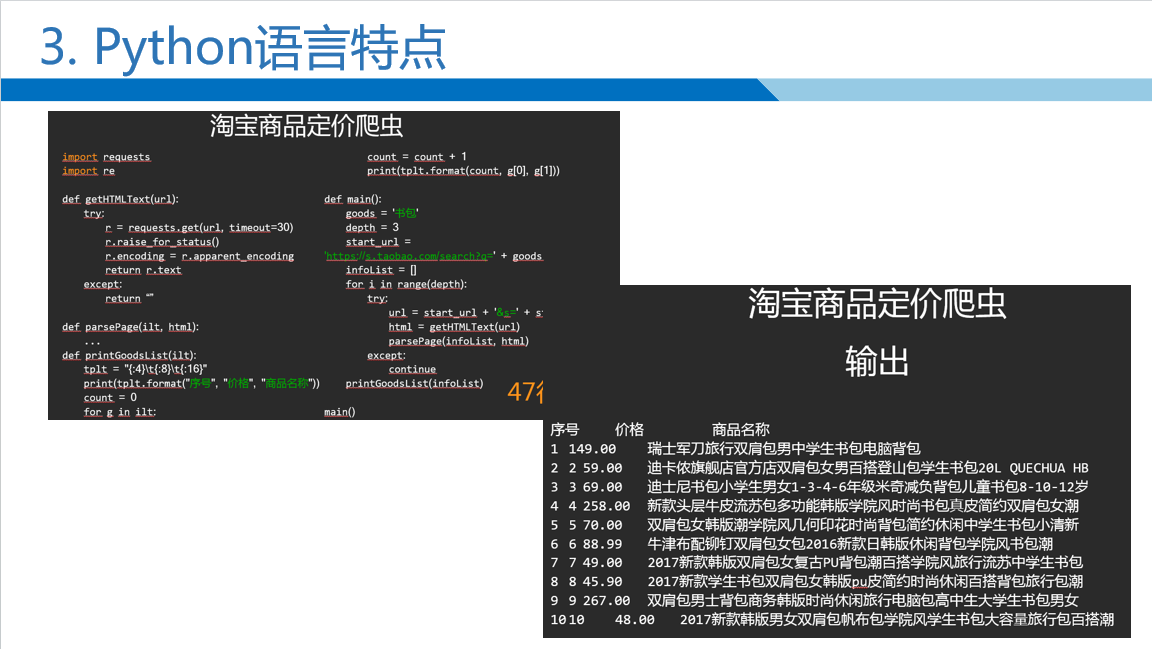 3. Python语言特点
淘宝商品定价爬虫
import requests
import re
def getHTMLText(url):
try:
r = requests.get(url, timeout=30)
r.raise_for_status()
r.encoding = r.apparent_encoding
return r.text
except:
return “”
def parsePage(ilt, html):
...
def printGoodsList(ilt):
tplt = "{:4}\t{:8}\t{:16}"
print(tplt.format("序号", "价格", "商品名称"))
count = 0
for g in ilt:
count = count + 1
print(tplt.format(count, g[0], g[1]))
def main():
goods = '书包'
depth = 3
start_url =
'https://s.taobao.com/search?q=' + goods
infoList = []
for i in range(depth):
try:
url = start_url + '&s=' + s
html = getHTMLText(url)
parsePage(infoList, html)
except:
continue
printGoodsList(infoList)
main()
47
淘宝商品定价爬虫
输出
序号 价格 商品名称
1 149.00 瑞士军刀旅行双肩包男中学生书包电脑背包
2 2 59.00 迪卡侬旗舰店官方店双肩包女男百搭登山包学生书包20L QUECHUA HB
3 3 69.00 迪士尼书包小学生男女1-3-4-6年级米奇减负背包儿童书包8-10-12岁
4 4 258.00 新款头层牛皮流苏包多功能韩版学院风时尚书包真皮简约双肩包女潮
5 5 70.00 双肩包女韩版潮学院风几何印花时尚背包简约休闲中学生书包小清新
6 6 88.99 牛津布配铆钉双肩包女包2016新款日韩版休闲背包学院风书包潮
7 7 49.00 2017新款韩版双肩包女复古PU背包潮百搭学院风旅行流苏中学生书包
8 8 45.90 2017新款学生书包双肩包女韩版pu皮简约时尚休闲百搭背包旅行包潮
9 9 267.00 双肩包男士背包商务韩版时尚休闲旅行电脑包高中生大学生书包男女
10 10 48.00 2017新款韩版男女双肩包帆布包学院风学生书包大容量旅行包百搭潮